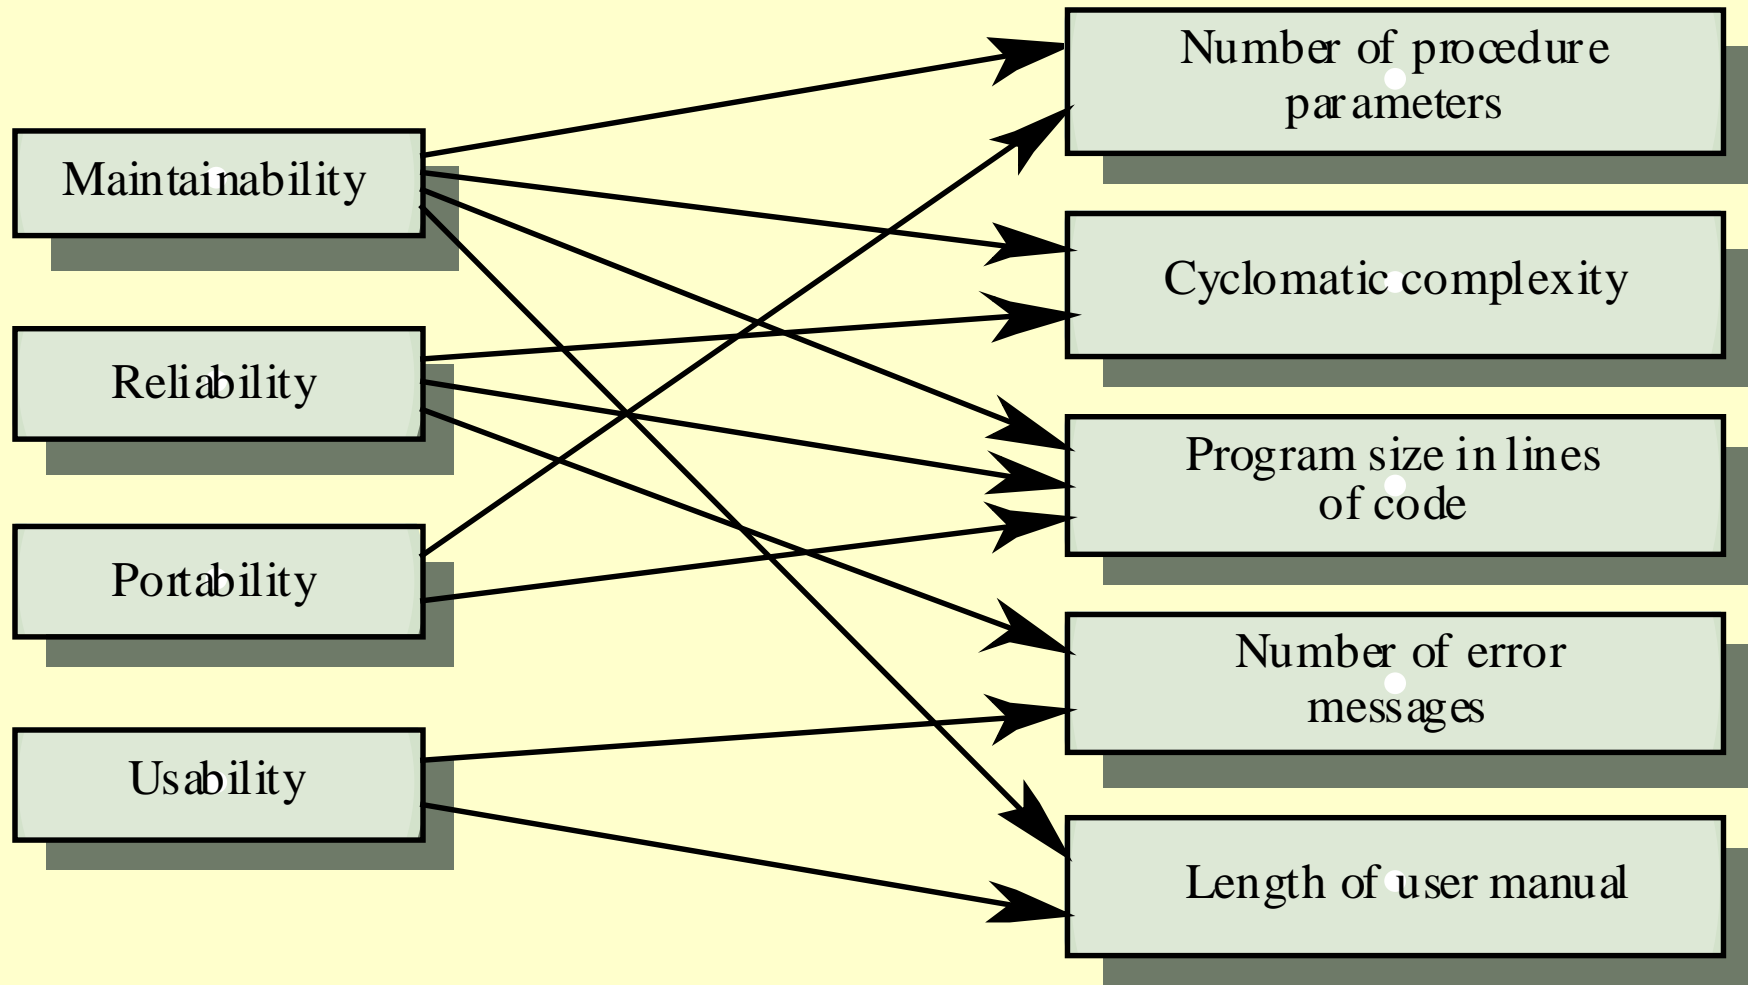 Maintainability
Reliability
Portability
Usability
Number of procedure
parameters
Cyclomatic complexity
Program size in lines
of code
Number of error
messages
Length of user manual